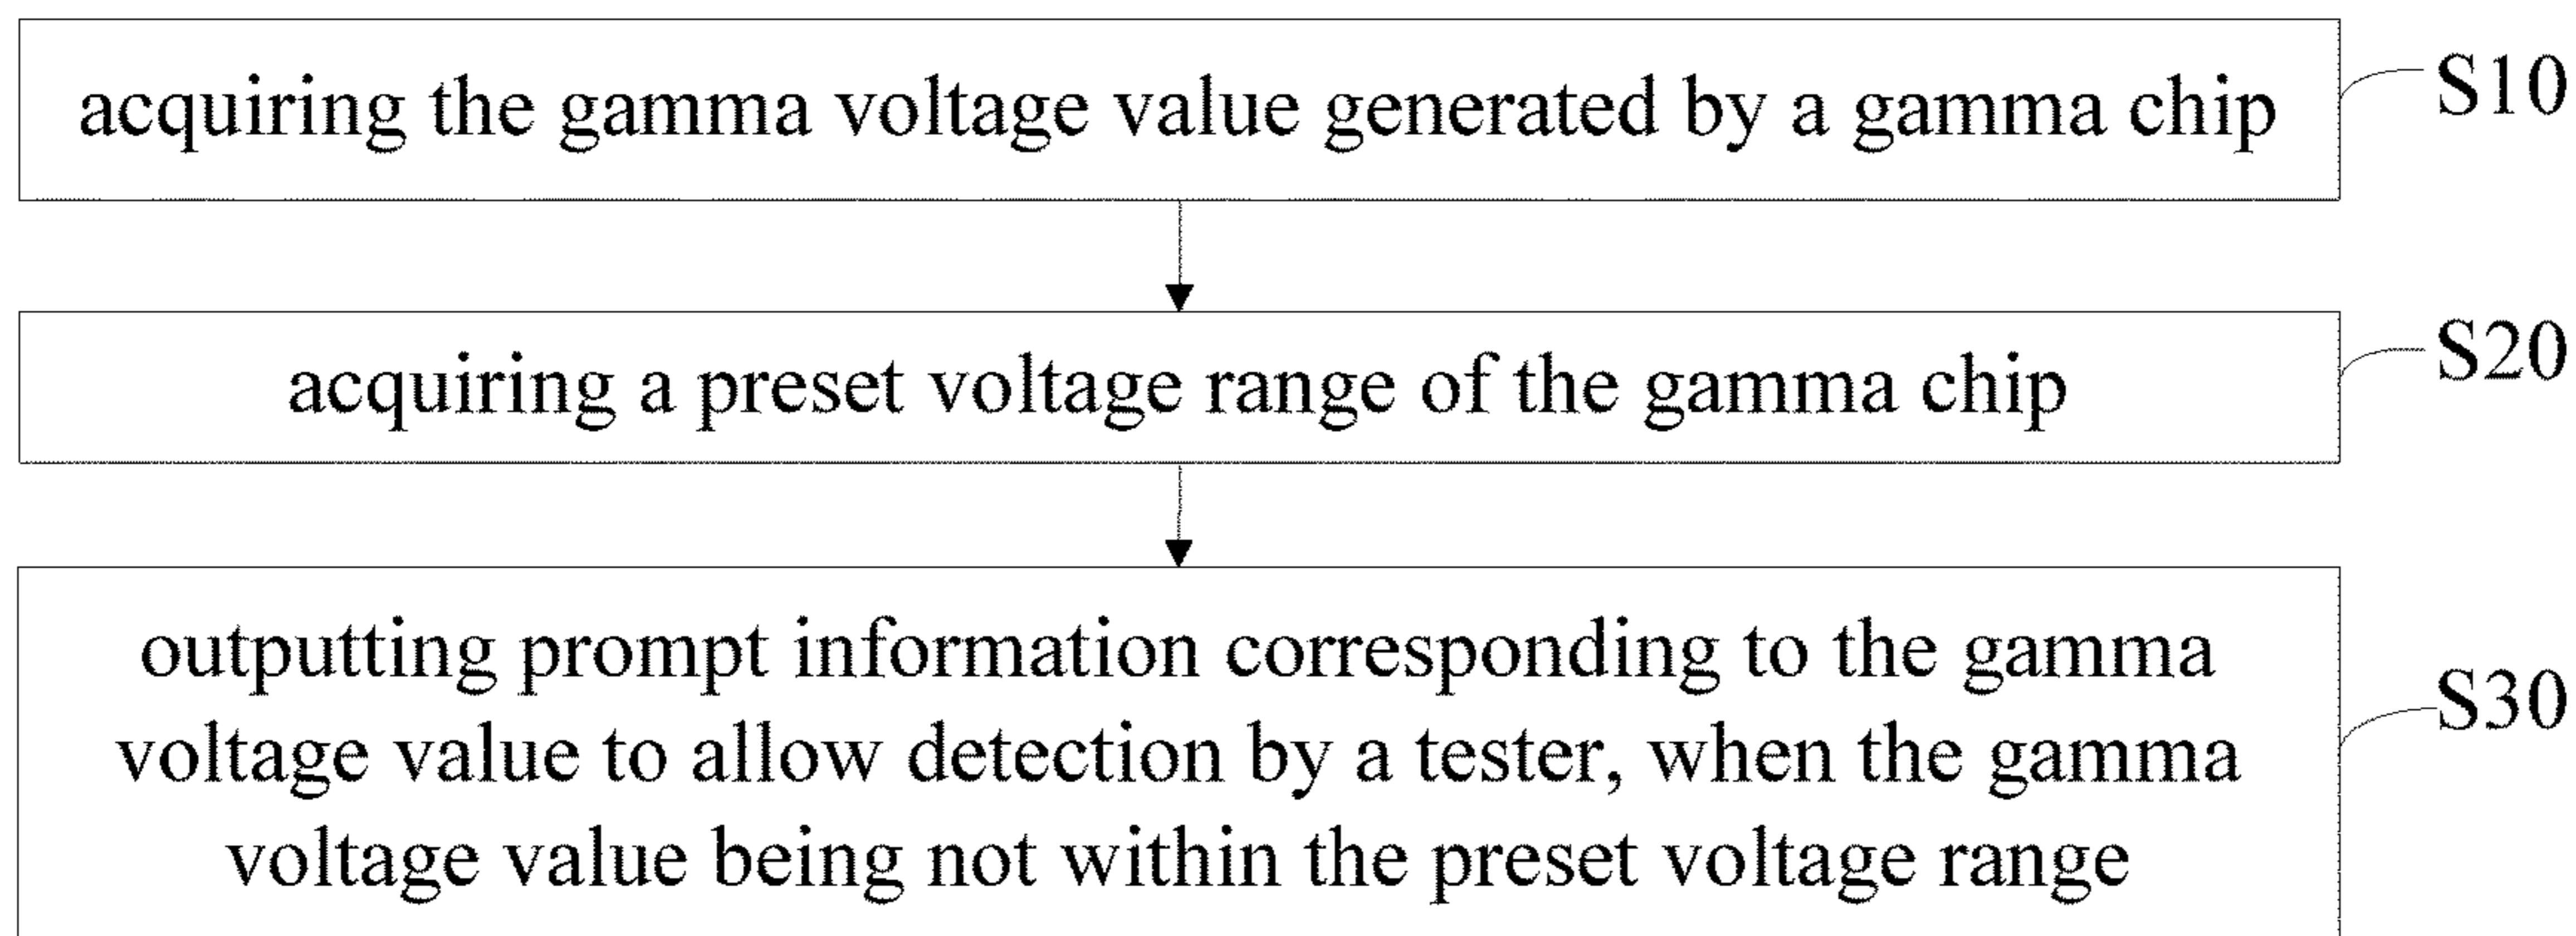 acquiring the gamma voltage value generated by a gamma chip
S10
acquiring a preset voltage range of the gamma chip
S20
outputting prompt information corresponding to the gamma
voltage value to allow detection by a tester, when the gamma
voltage value being not within the preset voltage range
S30